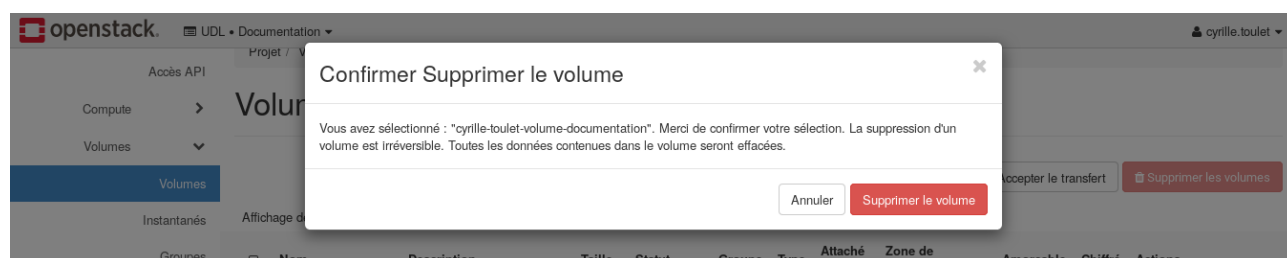 openstack. UDL • Documentation cyrille.toulet
Projet /
Confirmer Supprimer le volume
Accès API
Compute
Vous avez sélectionné : "cyrille-toulet-volume-documentation". Merci de confirmer votre sélection. La suppression d'un
volume est irréversible. Toutes les données contenues dans le volume seront effacées.
Volumes
Volumes
Accepter le transfert Supprimer les volumes
Annuler Supprimer le volume
Instantanés
Affichage
Attaché Zone de
Groupes Nom Description Taille Statut Groupe Type Amorçable Chiffré Actions